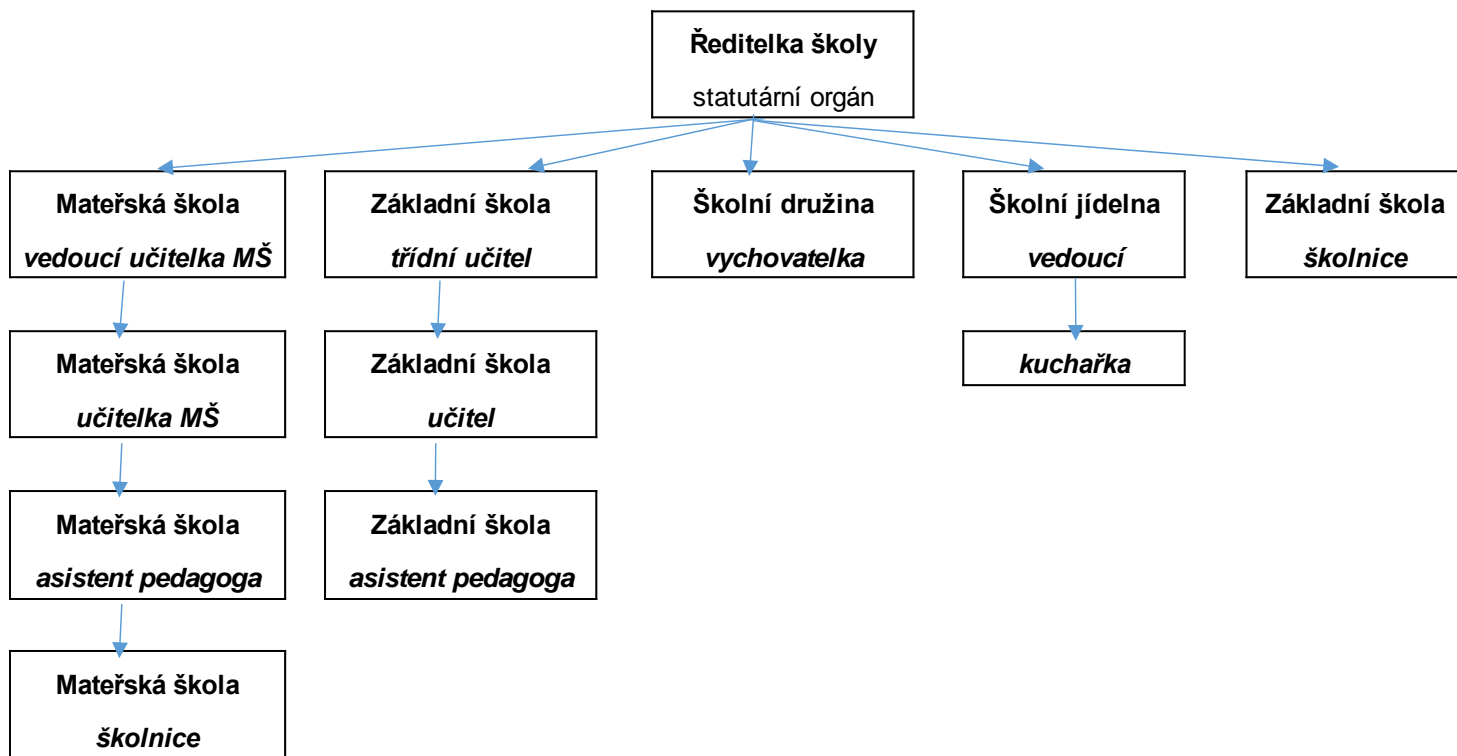 Ředitelka školy
statutární orgán
Mateřská škola
vedoucí učitelka MŠ
Základní škola
třídní učitel
Školní družina
vychovatelka
Školní jídelna
vedoucí
Základní škola
školnice
Mateřská škola
učitelka MŠ
Základní škola
učitel
kuchařka
Mateřská škola
asistent pedagoga
Základní škola
asistent pedagoga
Mateřská škola
školnice